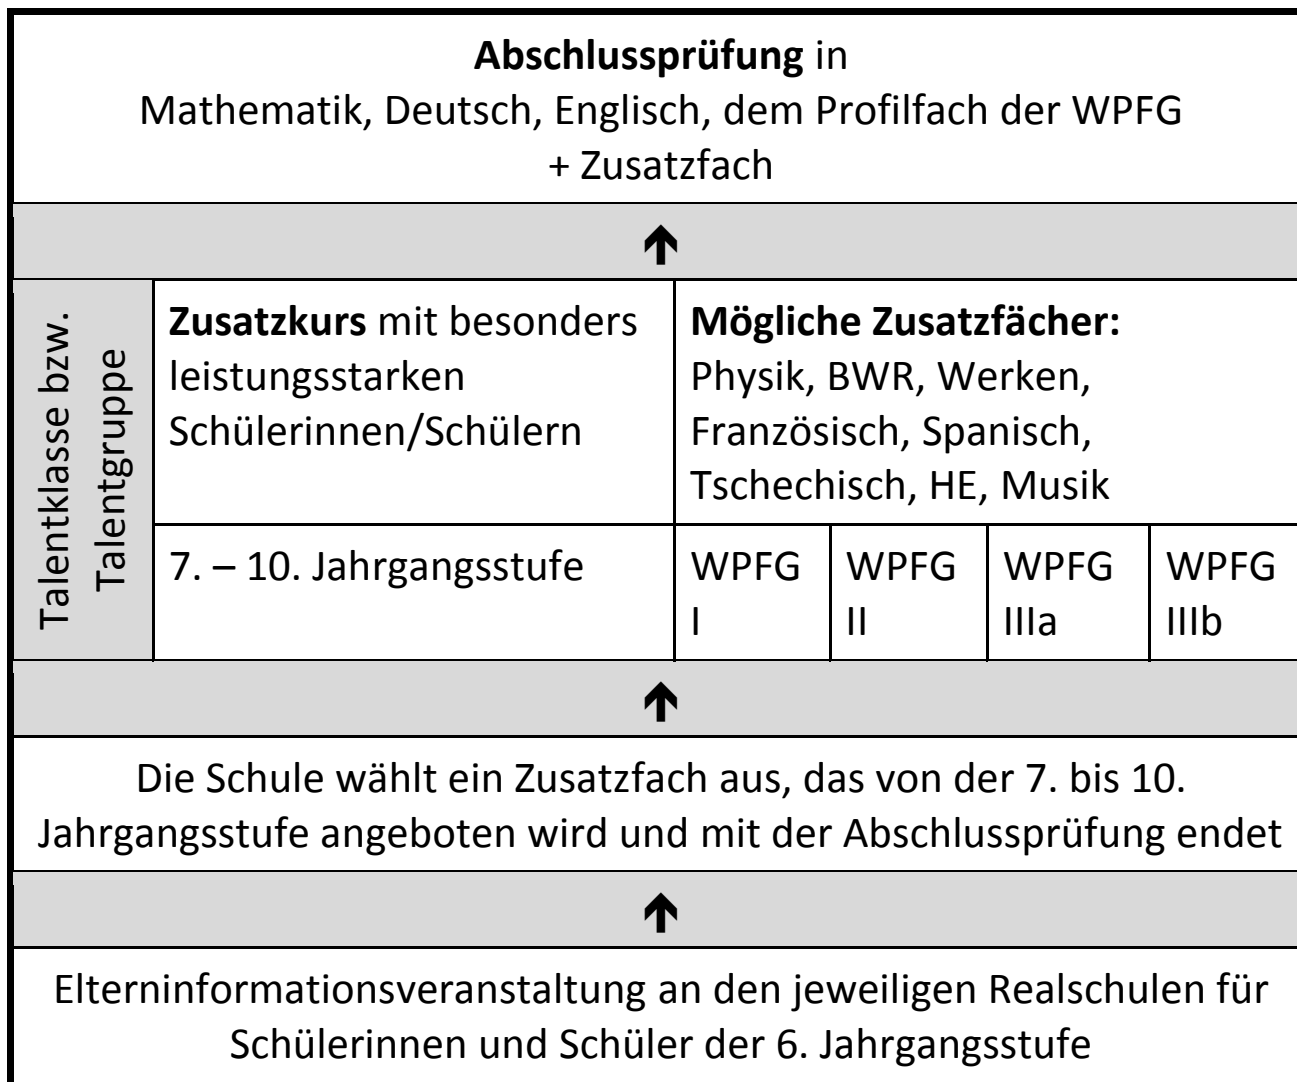 Abschlussprüfung in
Mathematik, Deutsch, Englisch, dem Profilfach der WPFG
+ Zusatzfach
Talentklasse bzw.
Talentgruppe
Zusatzkurs mit besonders
leistungsstarken
Schülerinnen/Schülern
Mögliche Zusatzfächer:
Physik, BWR, Werken,
Französisch, Spanisch,
Tschechisch, HE, Musik
7. – 10. Jahrgangsstufe
WPFG
I
WPFG
II
WPFG
IIIa
WPFG
IIIb
Die Schule wählt ein Zusatzfach aus, das von der 7. bis 10.
Jahrgangsstufe angeboten wird und mit der Abschlussprüfung endet
Elterninformationsveranstaltung an den jeweiligen Realschulen für
Schülerinnen und Schüler der 6. Jahrgangsstufe